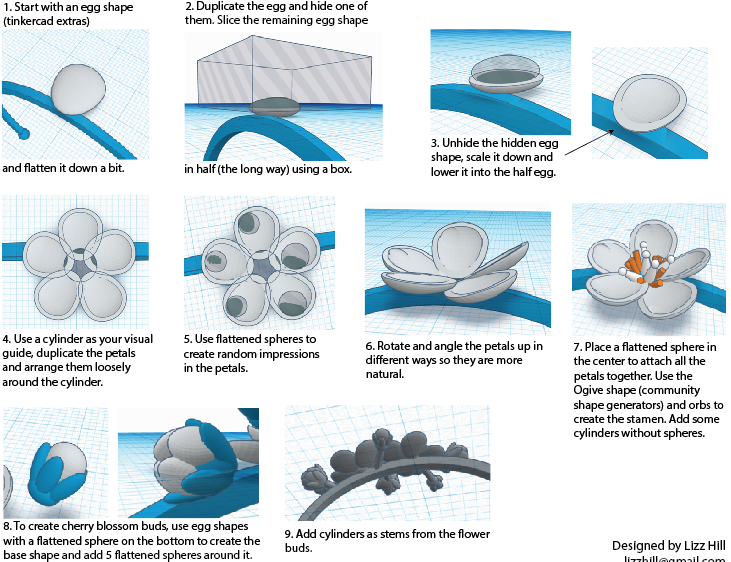 1. Start with an egg shape
(tinkercad extras)
and flatten it down a bit.
2. Duplicate the egg and hide one of
them. Slice the remaining egg shape
in half (the long way) using a box.
3. Unhide the hidden egg
shape, scale it down and
lower it into the half egg.
4. Use a cylinder as your visual
guide, duplicate the petals
and arrange them loosely
around the cylinder.
5. Use flattened spheres to
create random impressions
in the petals.
6. Rotate and angle the petals up in
different ways so they are more
natural.
7. Place a flattened sphere in
the center to attach all the
petals together. Use the
Ogive shape (community
shape generators) and orbs to
create the stamen. Add some
cylinders without spheres.
8. To create cherry blossom buds, use egg shapes
with a flattened sphere on the bottom to create the
base shape and add 5 flattened spheres around it.
9. Add cylinders as stems from the flower
buds.
Designed by Lizz Hill
lizzhill@gmail.com